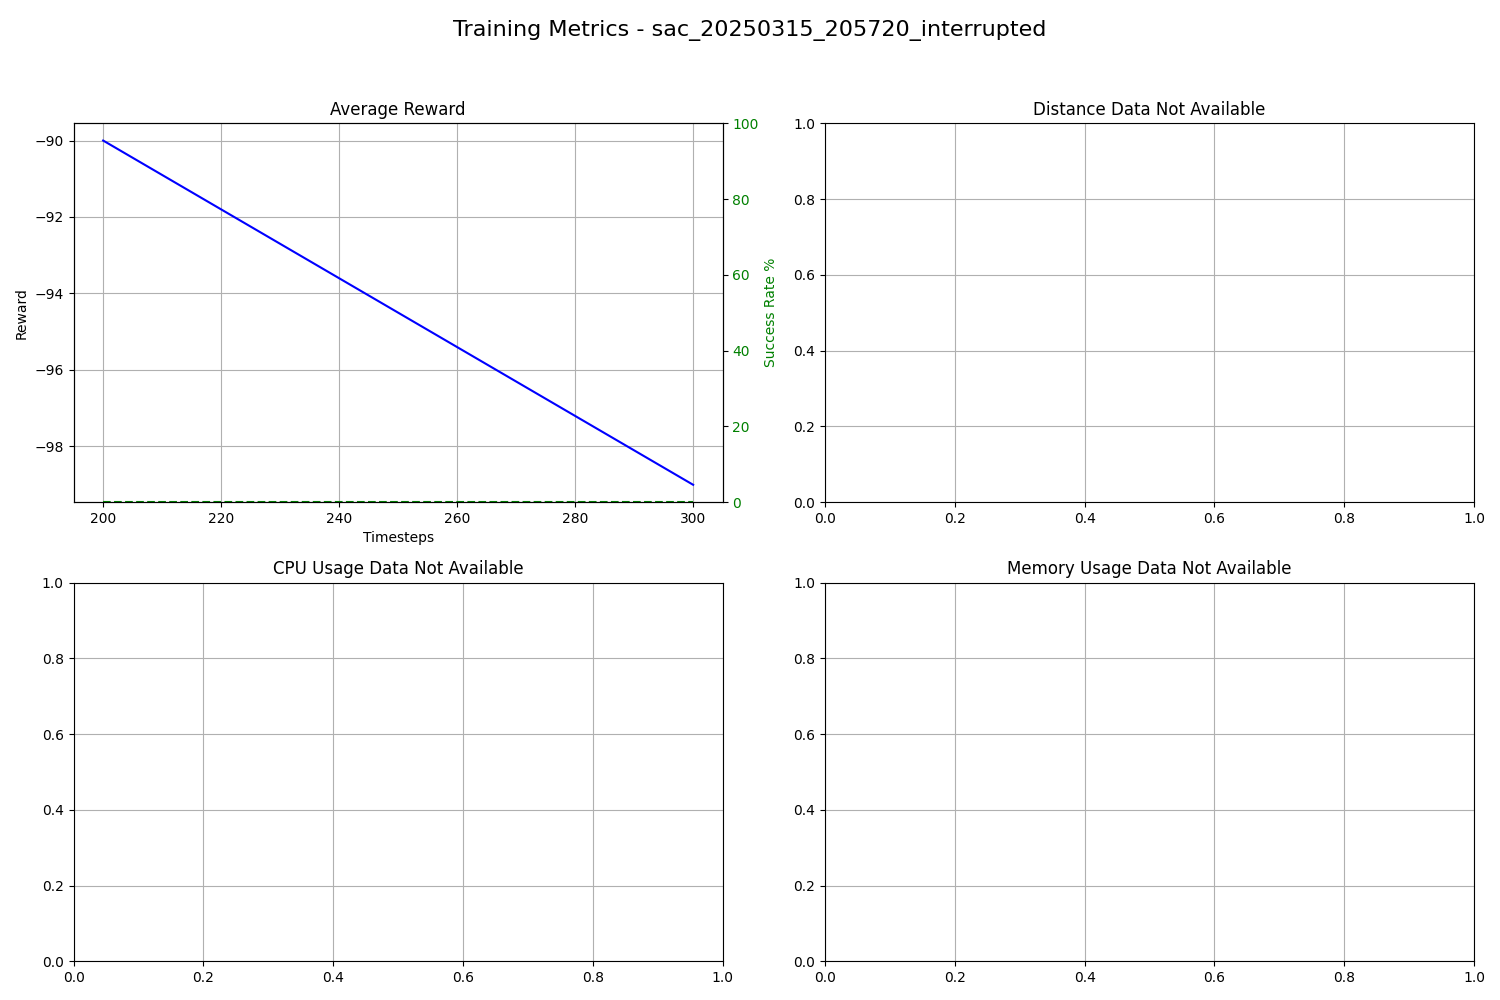 Training Metrics - sac_20250315_205720_interrupted
Average Reward
−90
−92
−94
−96
−98
Reward
200 220 240 260 280 300
Timesteps
100
80
60
40
20
0
Success Rate %
Distance Data Not Available
1.0
0.8
0.6
0.4
0.2
0.0
0.0 0.2 0.4 0.6 0.8 1.0
CPU Usage Data Not Available
1.0
0.8
0.6
0.4
0.2
0.0
0.0 0.2 0.4 0.6 0.8 1.0
Memory Usage Data Not Available
1.0
0.8
0.6
0.4
0.2
0.0
0.0 0.2 0.4 0.6 0.8 1.0